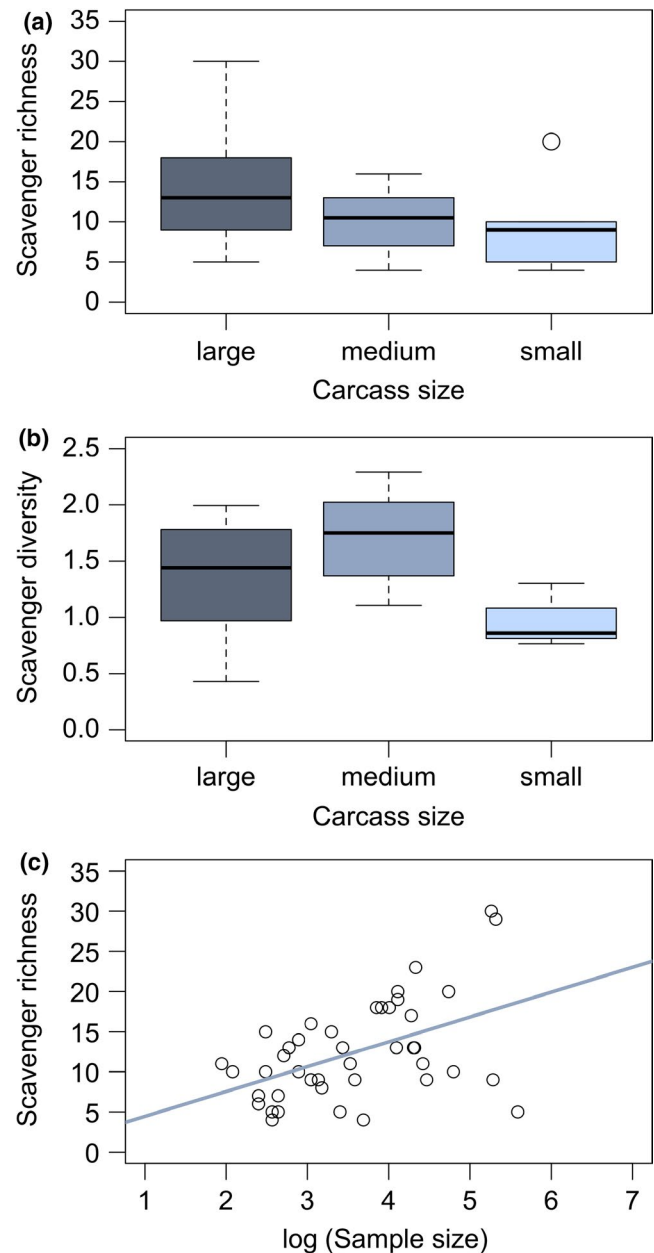 (a)
Scavenger richness
35
30
25
20
15
10
5
0
large medium small
Carcass size
(b)
Scavenger diversity
2.5
2.0
1.5
1.0
0.5
0.0
large medium small
Carcass size
(c)
Scavenger richness
35
30
25
20
15
10
5
0
1 2 3 4 5 6 7
log (Sample size)